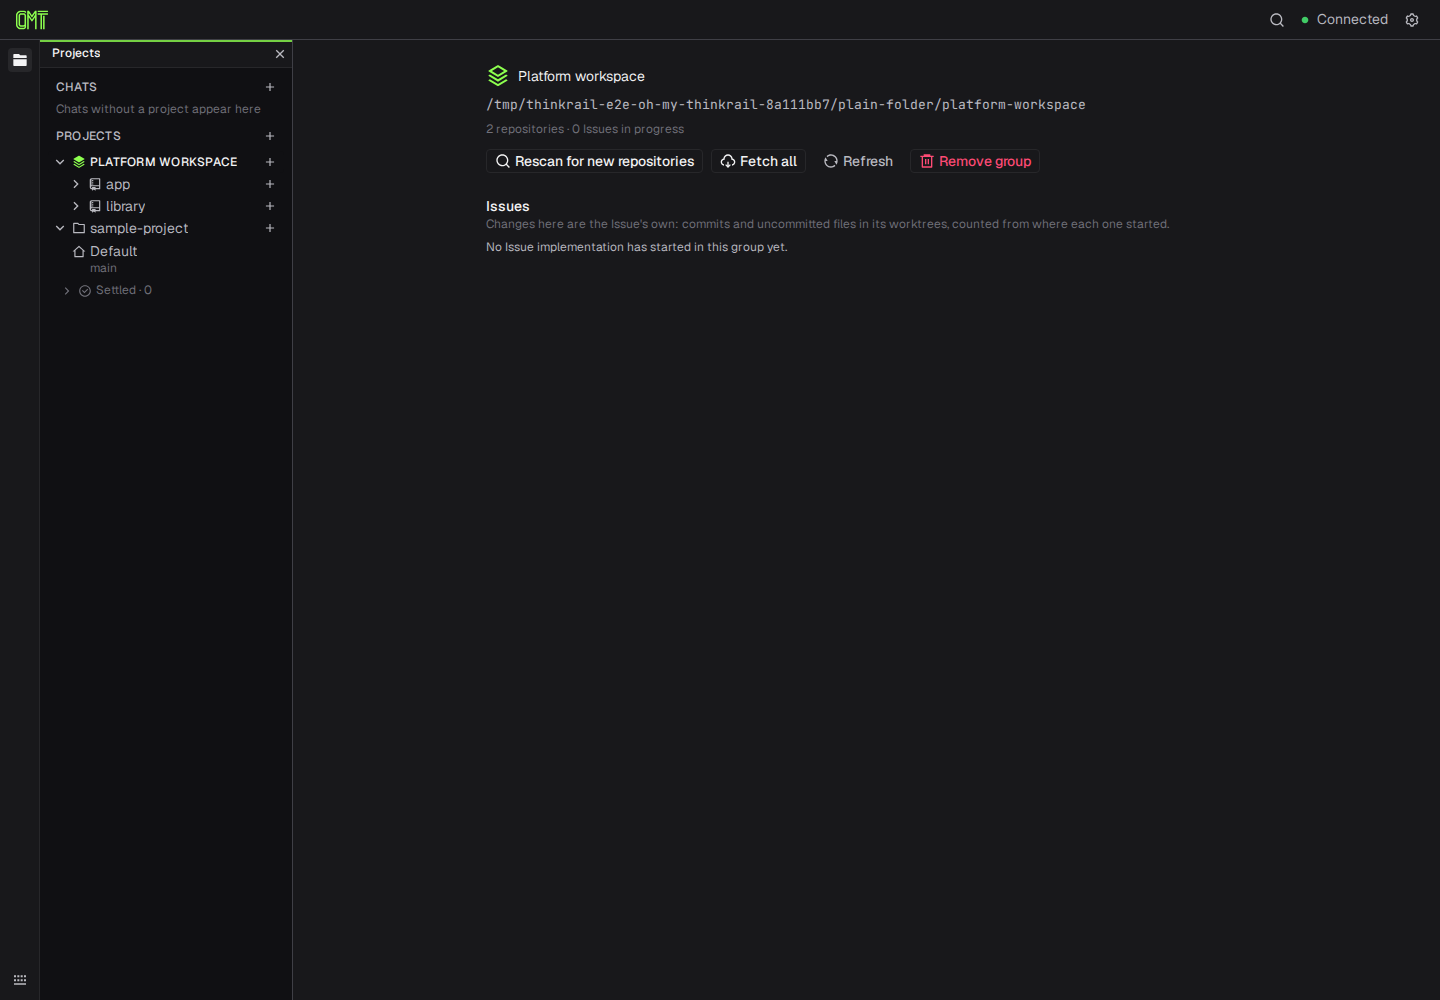 OMT
Connected
Projects
CHATS
Chats without a project appear here
PROJECTS
PLATFORM WORKSPACE
app
library
sample-project
Default
main
Settled · 0
Platform workspace
/tmp/thinkrail-e2e-oh-my-thinkrail-8a111bb7/plain-folder/platform-workspace
2 repositories · 0 Issues in progress
Rescan for new repositories
Fetch all
Refresh
Remove group
Issues
Changes here are the Issue's own: commits and uncommitted files in its worktrees, counted from where each one started.
No Issue implementation has started in this group yet.